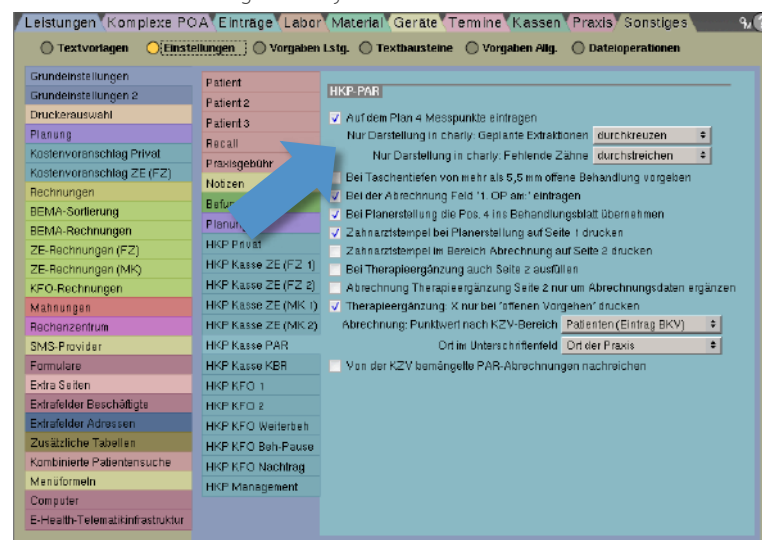 Leistungen Komplexe PO A Einträge Labor Material Geräte Termine Kassen Praxis Sonstiges
Textvorlagen Einstellungen Vorgaben Lstg. Textbausteine Vorgaben Allg. Dateioperationen
Grundeinstellungen
Grundeinstellungen 2
Druckerauswahl
Planung
Kostenvoranschlag Privat
Kostenvoranschlag ZE (FZ)
Rechnungen
BEMA-Sortierung
BEMA-Rechnungen
ZE-Rechnungen (FZ)
ZE-Rechnungen (MK)
KFO-Rechnungen
Mahnungen
Rechenzentrum
SMS-Provider
Formulare
Extra Seiten
Extrafelder Beschäftigte
Extrafelder Adressen
Zusätzliche Tabellen
Kombinierte Patientensuche
Menüformeln
Computer
E-Health-Telematikinfrastruktur
Patient
Patient 2
Patient 3
Recall
Praxisgebühr
Notizen
Befun
Planung
HKP Privat
HKP Kasse ZE (FZ 1)
HKP Kasse ZE (FZ 2)
HKP Kasse ZE (MK 1)
HKP Kasse ZE (MK 2)
HKP Kasse PAR
HKP Kasse KBR
HKP KFO 1
HKP KFO 2
HKP KFO Weiterbeh
HKP KFO Beh-Pause
HKP KFO Nachtrag
HKP Management
HKP-PAR
Auf dem Plan 4 Messpunkte eintragen
Nur Darstellung in charly: Geplante Extraktionen durchkreuzen
Nur Darstellung in charly: Fehlende Zähne durchstreichen
Bei Taschentiefen von mehr als 5,5 mm offene Behandlung vorgeben
Bei der Abrechnung Feld "1. OP am:" eintragen
Bei Planerstellung die Pos. 4 ins Behandlungsblatt übernehmen
Zahnarztstempel bei Planerstellung auf Seite 1 drucken
Zahnarztstempel im Bereich Abrechnung auf Seite 2 drucken
Bei Therapieergänzung auch Seite 2 ausfüllen
Abrechnung Therapieergänzung Seite 2 nur um Abrechnungsdaten ergänzen
Therapieergänzung: X nur bei "offenen Vorgehen" drucken
Abrechnung: Punktwert nach KZV-Bereich Patienten (Eintrag BKV)
Ort im Unterschriftenfeld Ort der Praxis
Von der KZV bemängelte PAR-Abrechnungen nachreichen